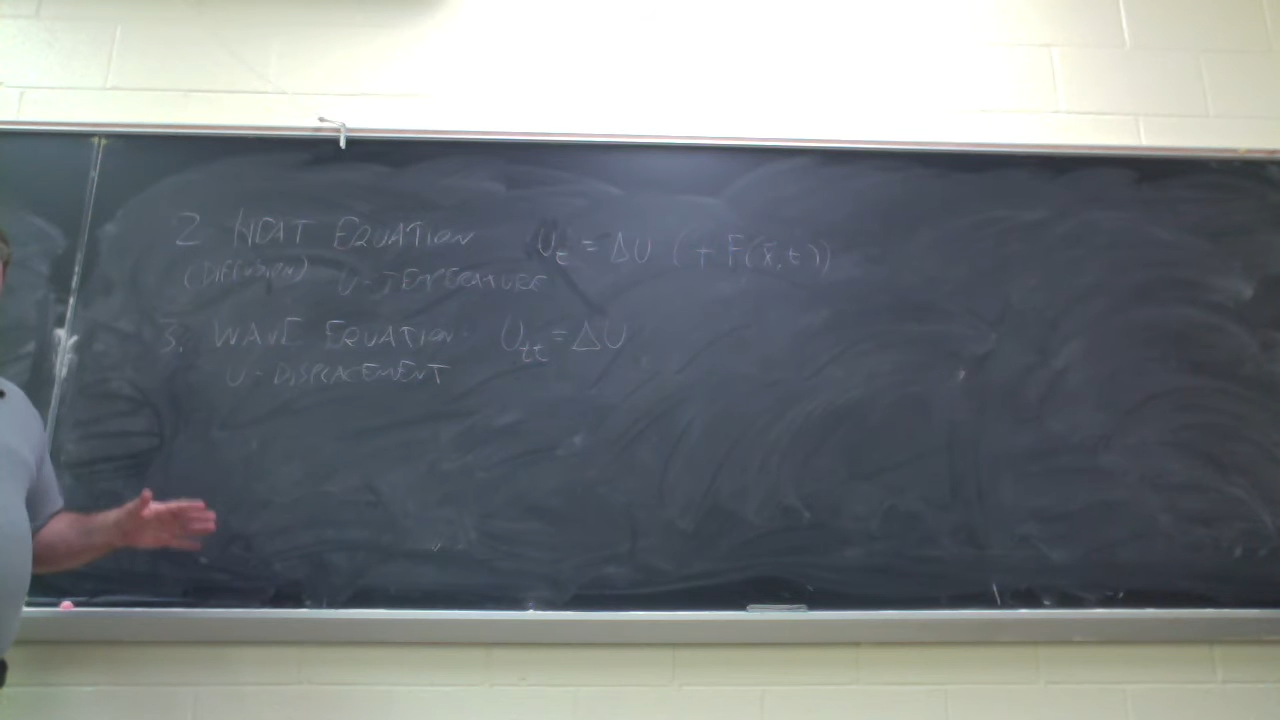 2 HEAT EQUATION U_t = ΔU (+ F(x̄,t))
(DIFFUSION) U-TEMPERATURE
3. WAVE EQUATION U_tt = ΔU
U-DISPLACEMENT